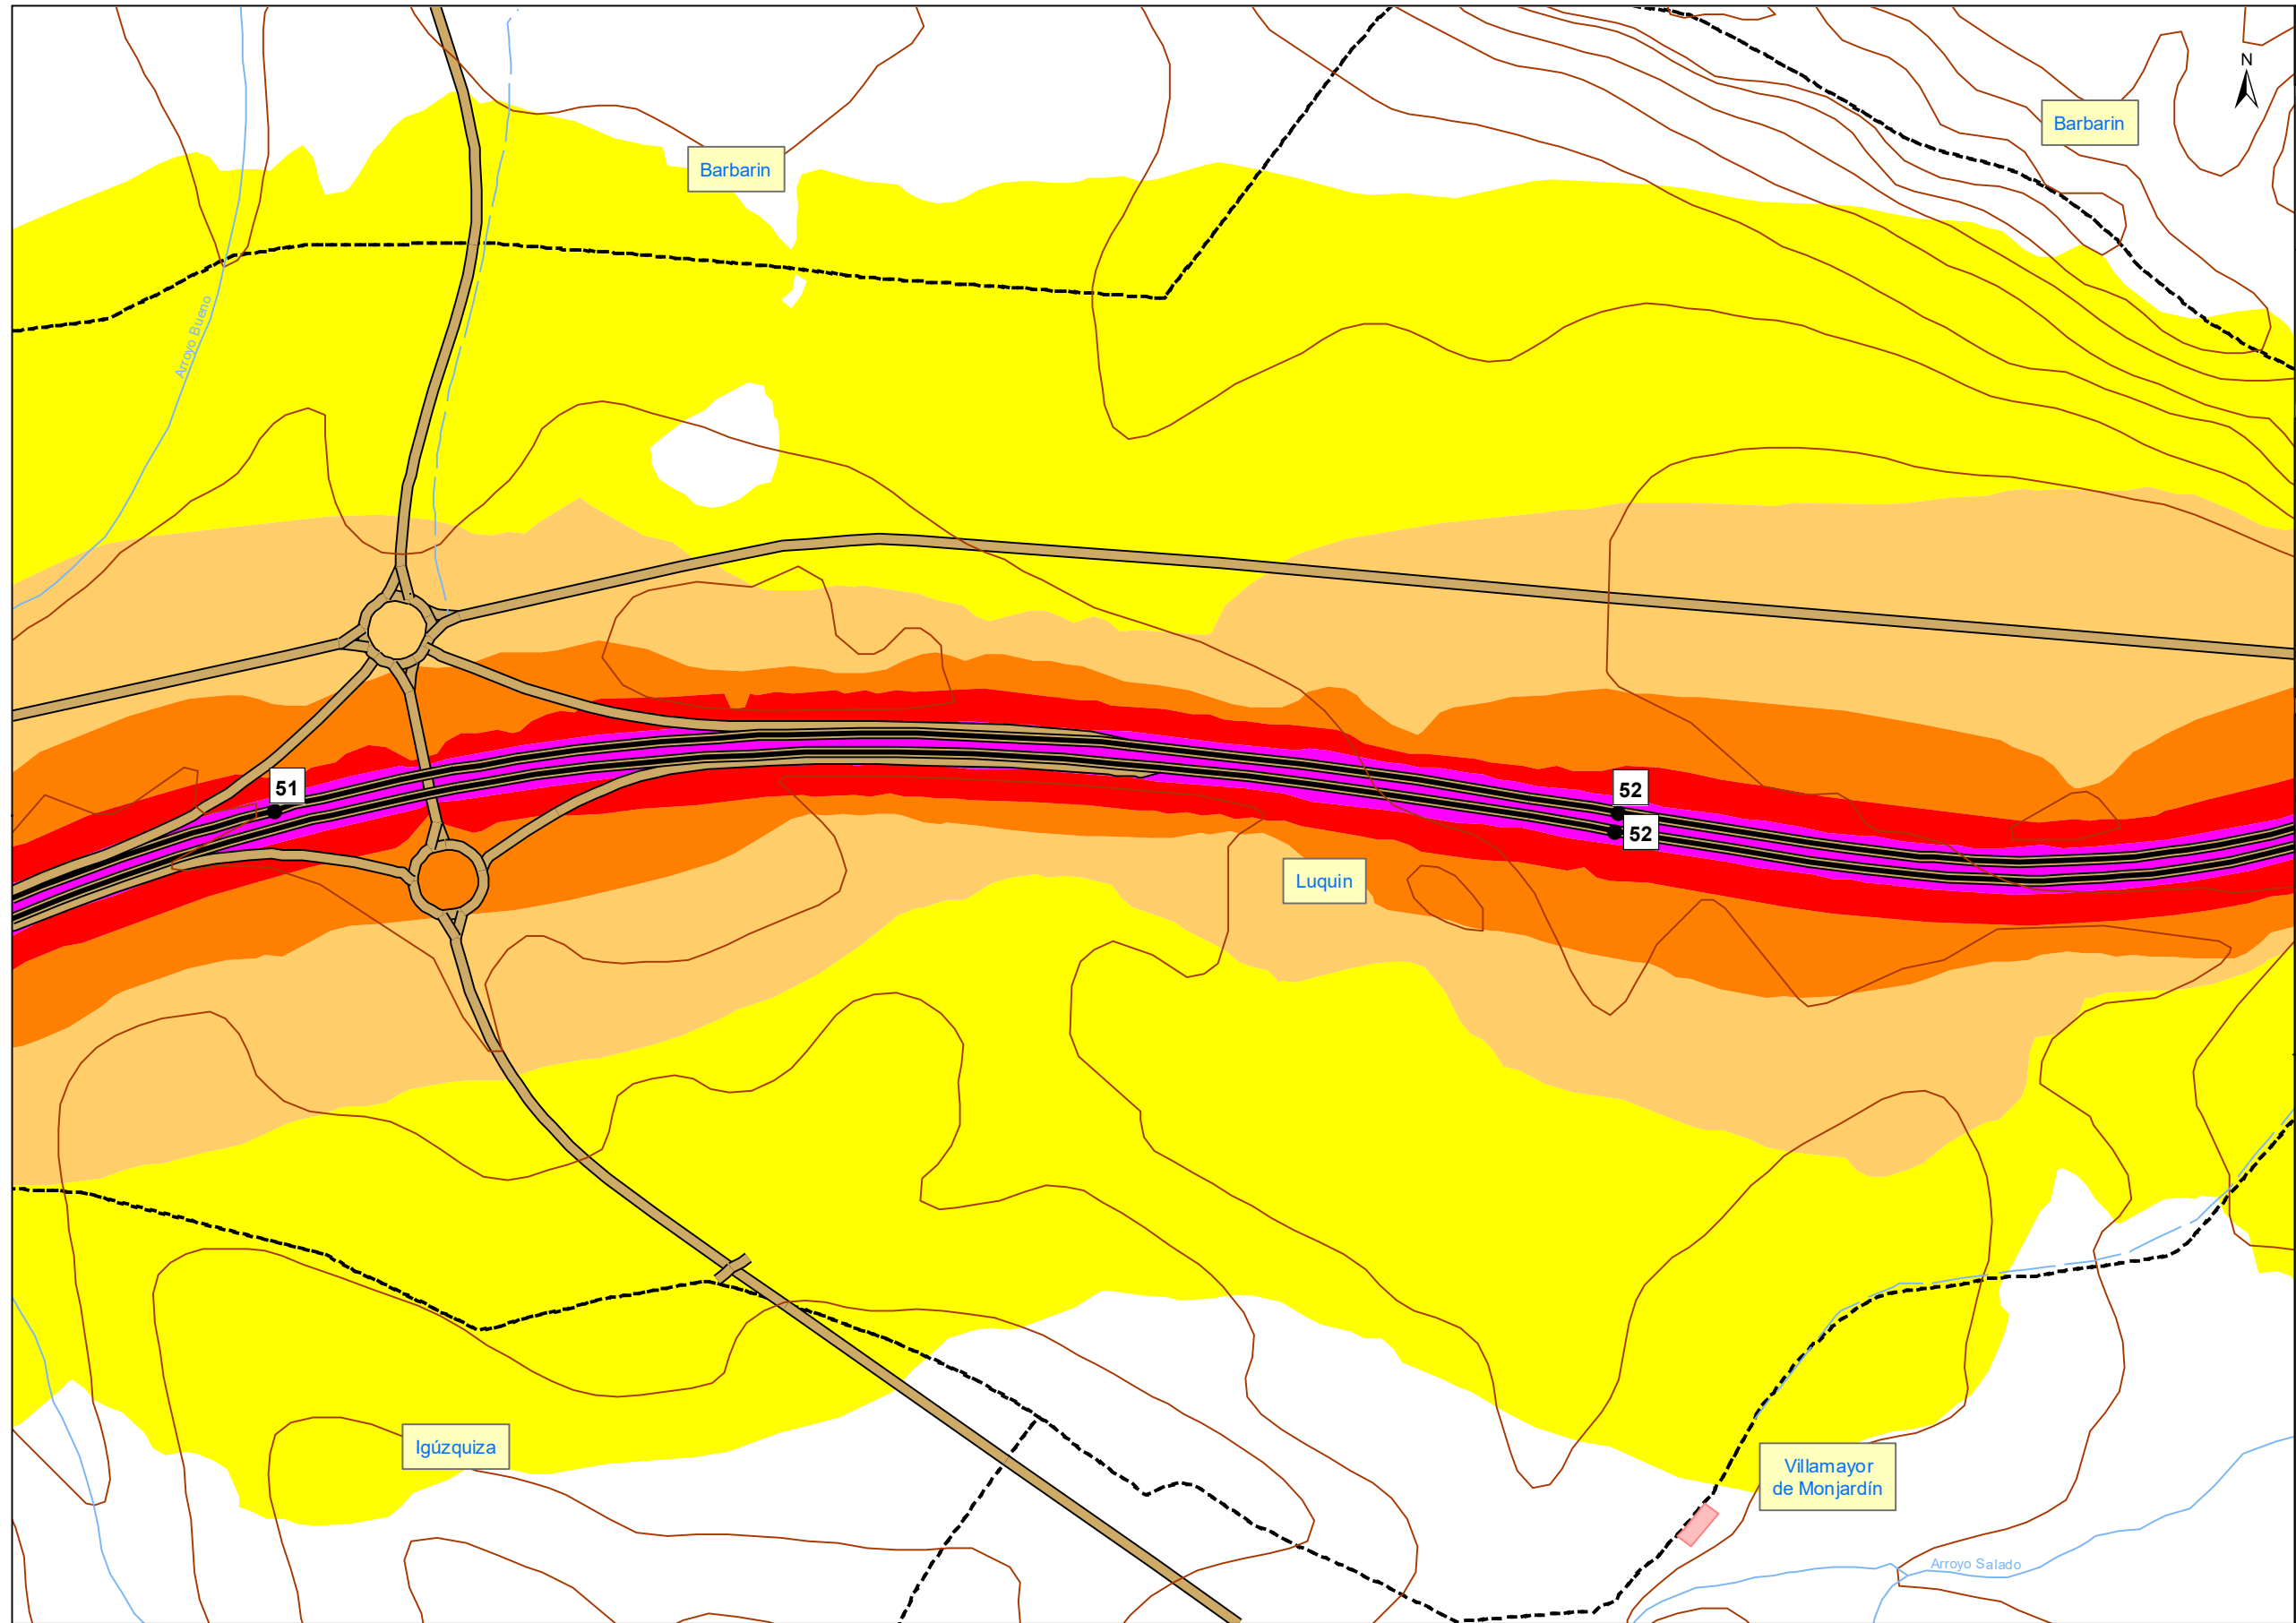 N
Barbarin
Barbarin
Arroyo Bueno
51
52
52
Luquin
Igúzquiza
Villamayor
de Monjardín
Arroyo Salado